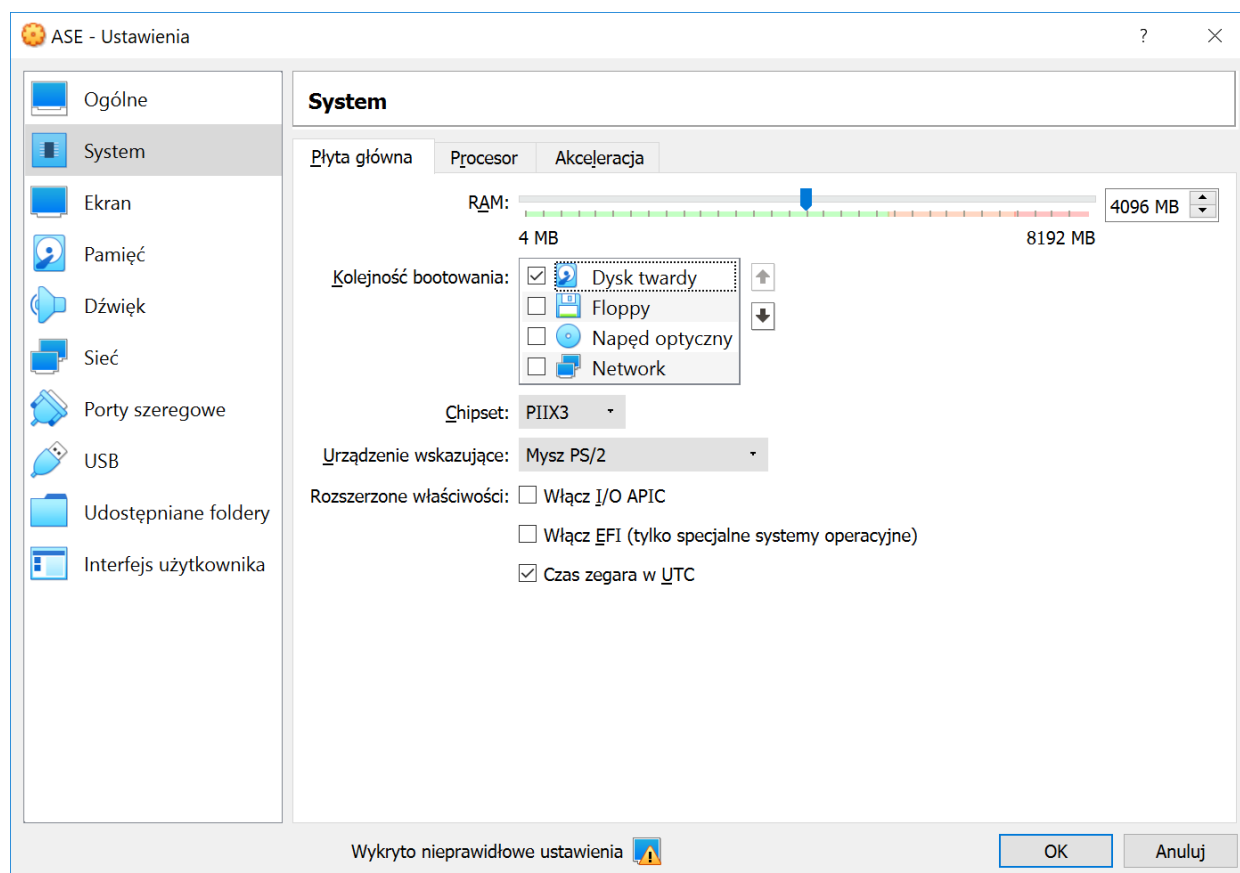 ASE - Ustawienia
?
Ogólne
System
Ekran
Pamięć
Dźwięk
Sieć
Porty szeregowe
USB
Udostępniane foldery
Interfejs użytkownika
System
Płyta główna
Procesor
Akceleracja
RAM:
4096 MB
4 MB
8192 MB
Kolejność bootowania:
Dysk twardy
Floppy
Napęd optyczny
Network
Chipset: PIIX3
Urządzenie wskazujące: Mysz PS/2
Rozszerzone właściwości: Włącz I/O APIC
Włącz EFI (tylko specjalne systemy operacyjne)
Czas zegara w UTC
Wykryto nieprawidłowe ustawienia
OK
Anuluj